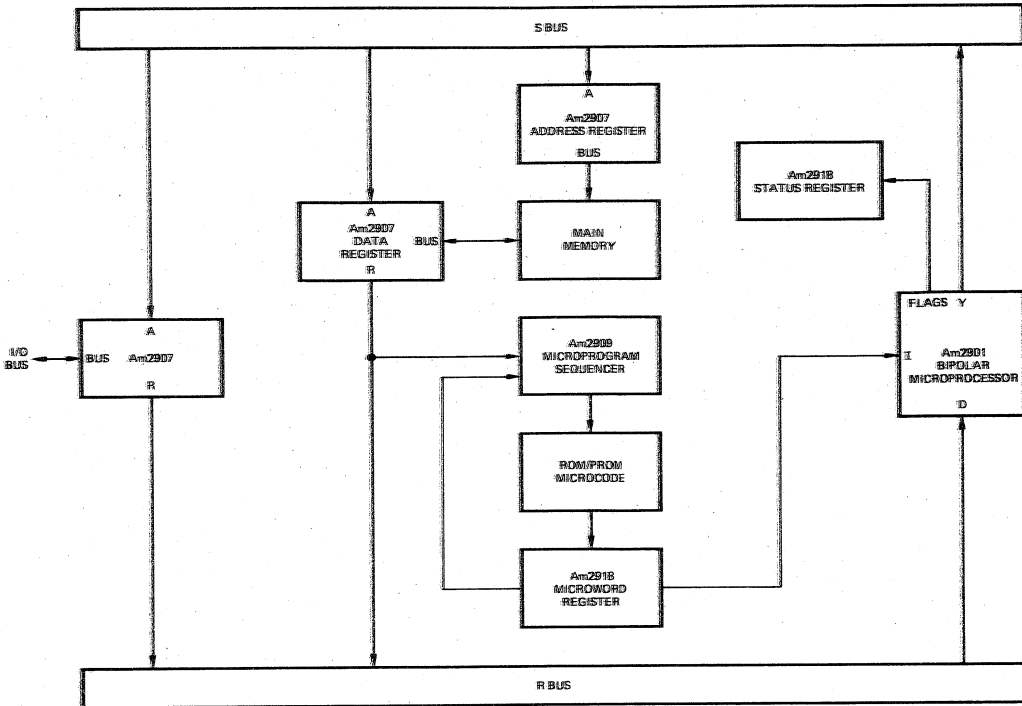 S BUS
A
Am2907
ADDRESS REGISTER
BUS
Am2918
STATUS REGISTER
A
Am2907
DATA
REGISTER
BUS
R
MAIN
MEMORY
A
BUS
Am2907
R
I/O
BUS
Am2909
MICROPROGRAM
SEQUENCER
FLAGS Y
I
Am2901
BIPOLAR
MICROPROCESSOR
D
ROM/PROM
MICROCODE
Am2918
MICROWORD
REGISTER
R BUS